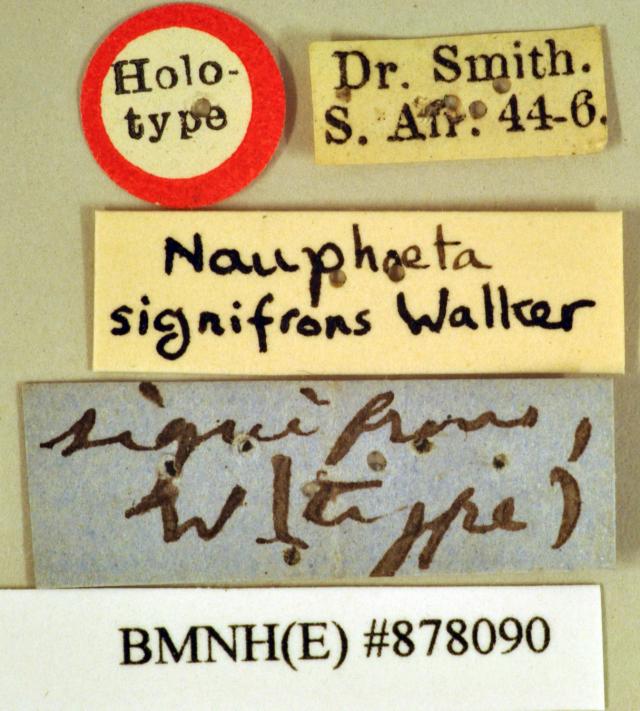 Holo-
type
Dr. Smith.
S. Afr. 44-6.
Nauphoeta
signifrons Walker
signifrons,
W (type)
BMNH(E) #878090